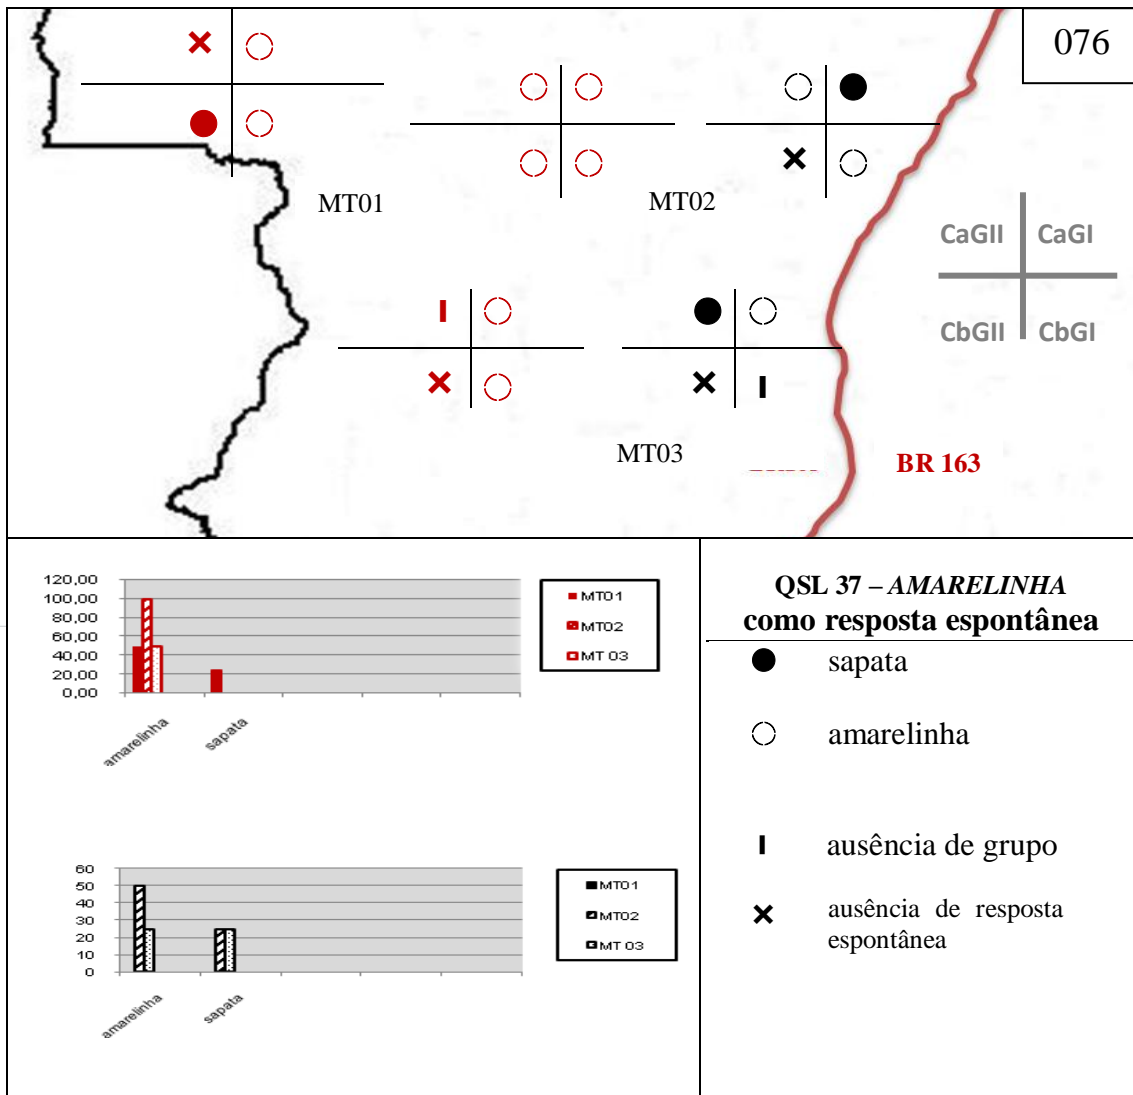 076
MT01
MT02
CaGII CaGI
CbGII CbGI
MT03
BR 163
120,00
100,00
80,00
60,00
40,00
20,00
0,00
amarelinha
sapata
MT01
MT02
MT 03
60
50
40
30
20
10
0
amarelinha
sapata
MT01
MT02
MT 03
QSL 37 – AMARELINHA
como resposta espontânea
sapata
amarelinha
I ausência de grupo
× ausência de resposta
espontânea